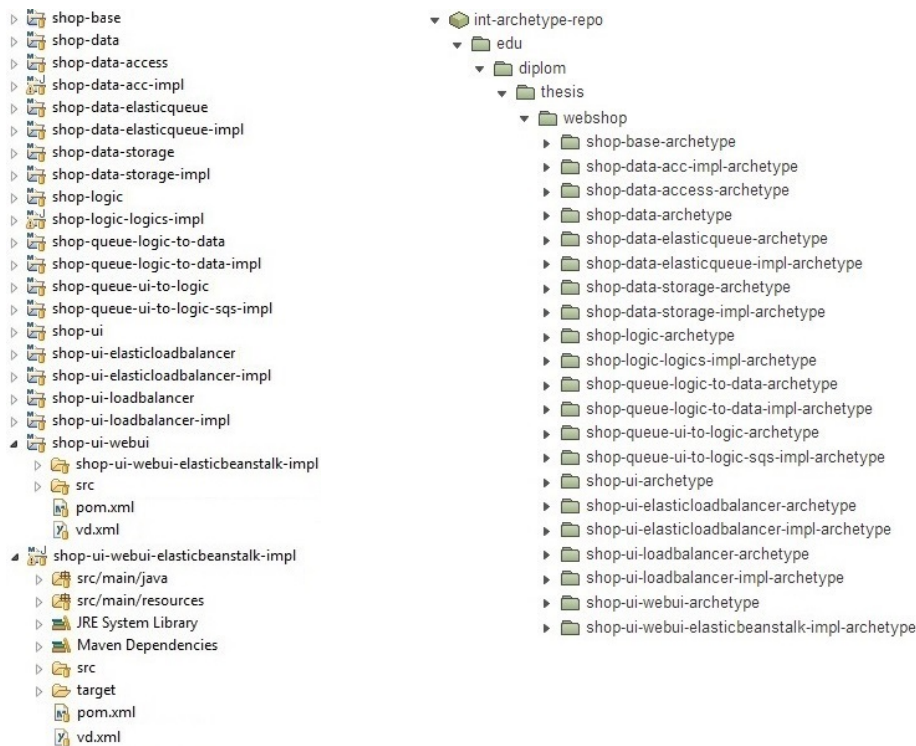 shop-base
shop-data
shop-data-access
shop-data-acc-impl
shop-data-elasticqueue
shop-data-elasticqueue-impl
shop-data-storage
shop-data-storage-impl
shop-logic
shop-logic-logics-impl
shop-queue-logic-to-data
shop-queue-logic-to-data-impl
shop-queue-ui-to-logic
shop-queue-ui-to-logic-sqs-impl
shop-ui
shop-ui-elasticloadbalancer
shop-ui-elasticloadbalancer-impl
shop-ui-loadbalancer
shop-ui-loadbalancer-impl
shop-ui-webui
shop-ui-webui-elasticbeanstalk-impl
src
pom.xml
vd.xml
shop-ui-webui-elasticbeanstalk-impl
src/main/java
src/main/resources
JRE System Library
Maven Dependencies
src
target
pom.xml
vd.xml
int-archetype-repo
edu
diplom
thesis
webshop
shop-base-archetype
shop-data-acc-impl-archetype
shop-data-access-archetype
shop-data-archetype
shop-data-elasticqueue-archetype
shop-data-elasticqueue-impl-archetype
shop-data-storage-archetype
shop-data-storage-impl-archetype
shop-logic-archetype
shop-logic-logics-impl-archetype
shop-queue-logic-to-data-archetype
shop-queue-logic-to-data-impl-archetype
shop-queue-ui-to-logic-archetype
shop-queue-ui-to-logic-sqs-impl-archetype
shop-ui-archetype
shop-ui-elasticloadbalancer-archetype
shop-ui-elasticloadbalancer-impl-archetype
shop-ui-loadbalancer-archetype
shop-ui-loadbalancer-impl-archetype
shop-ui-webui-archetype
shop-ui-webui-elasticbeanstalk-impl-archetype